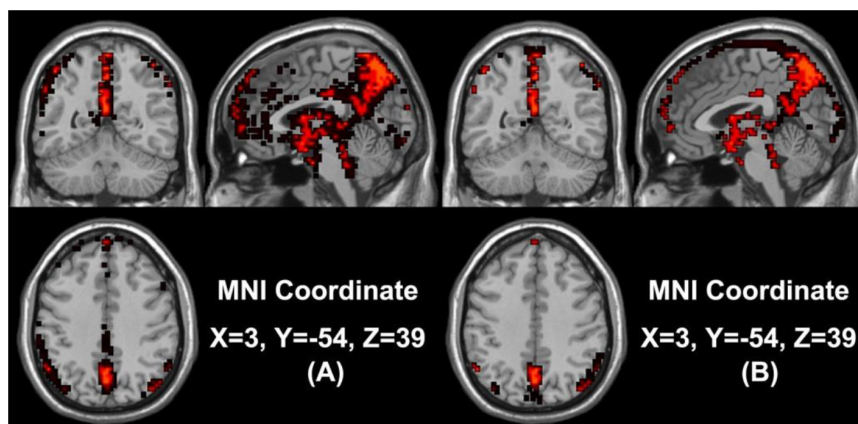 MNI Coordinate
X=3, Y=-54, Z=39
(A)
MNI Coordinate
X=3, Y=-54, Z=39
(B)